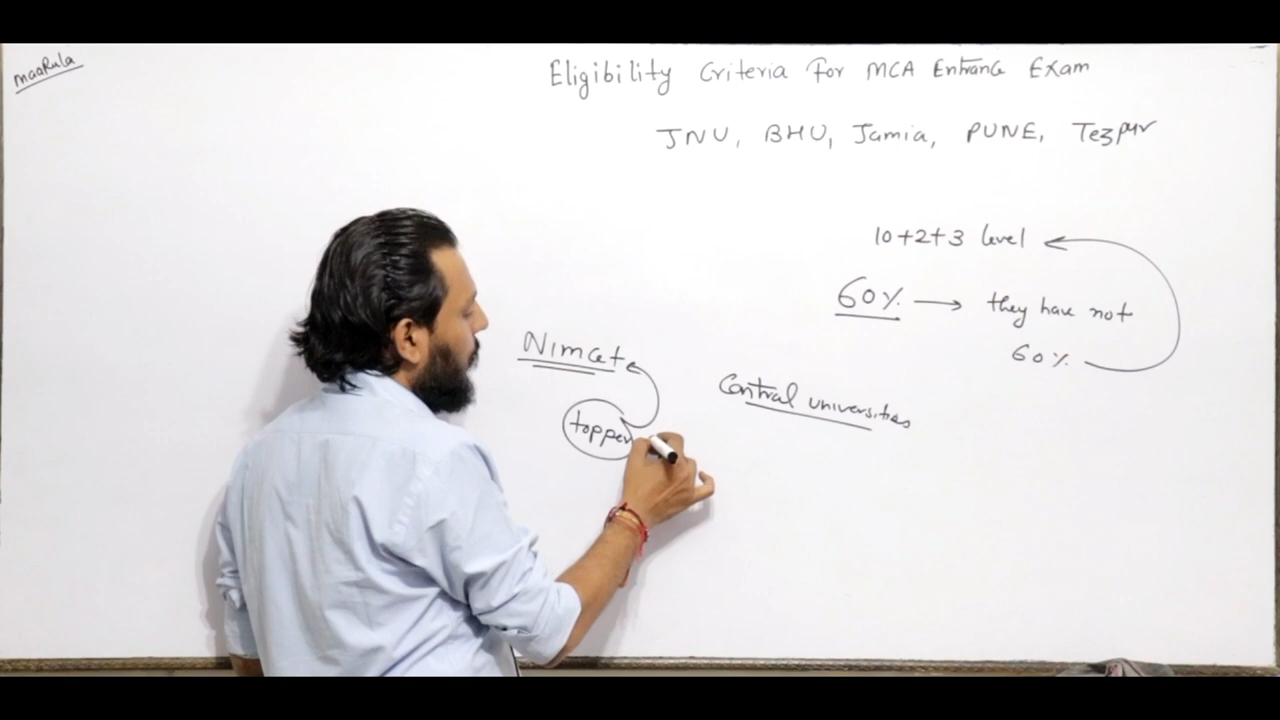 maarula
Eligibility Criteria for MCA Entrance Exam
JNU, BHU, Jamia, PUNE, Tezpur
10+2+3 level
60% → they have not
60%
Nimcet
Central universities
topper